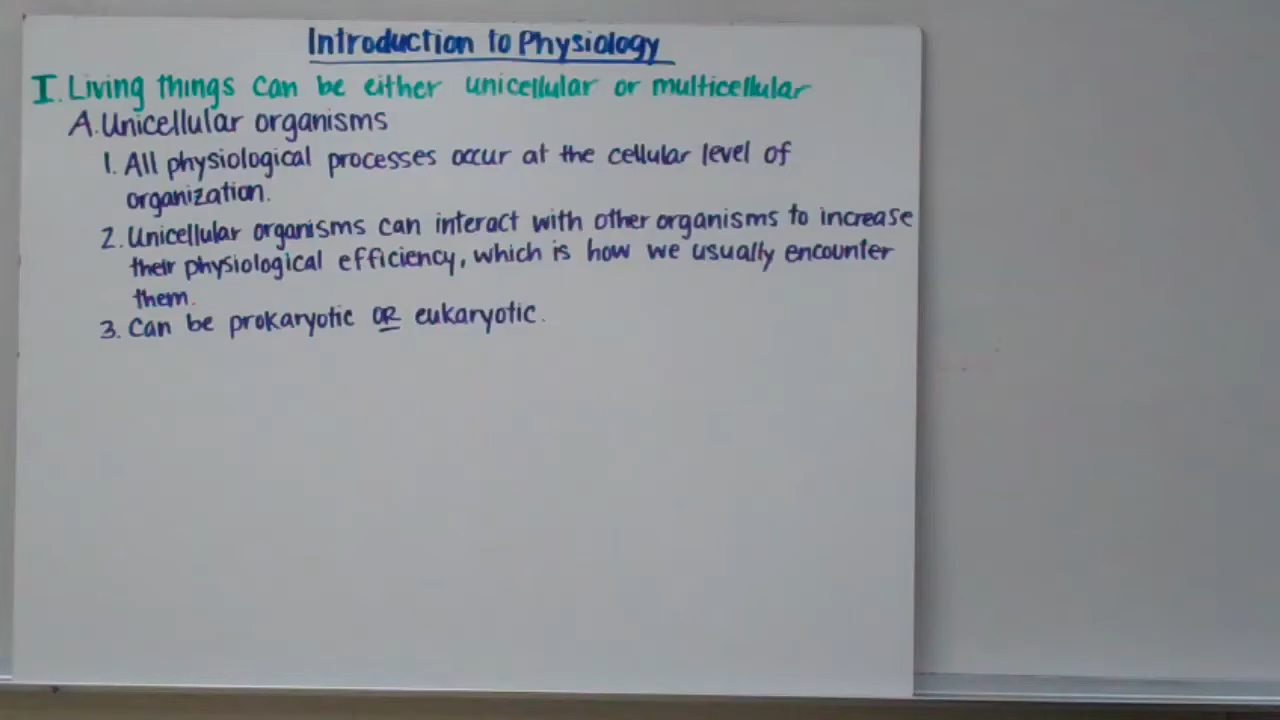 Introduction to Physiology
I. Living things can be either unicellular or multicellular
A. Unicellular organisms
1. All physiological processes occur at the cellular level of
organization.
2. Unicellular organisms can interact with other organisms to increase
their physiological efficiency, which is how we usually encounter
them.
3. Can be prokaryotic OR eukaryotic.